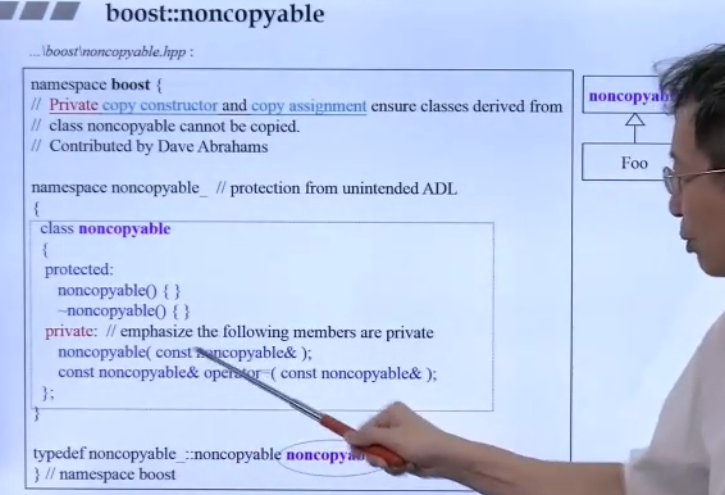 boost::noncopyable
...\boost\noncopyable.hpp :
namespace boost {
// Private copy constructor and copy assignment ensure classes derived from
// class noncopyable cannot be copied.
// Contributed by Dave Abrahams
namespace noncopyable_ // protection from unintended ADL
{
class noncopyable
{
protected:
noncopyable() { }
~noncopyable() { }
private: // emphasize the following members are private
noncopyable( const noncopyable& );
const noncopyable& operator=( const noncopyable& );
};
}
typedef noncopyable_::noncopyable
} // namespace boost
Foo